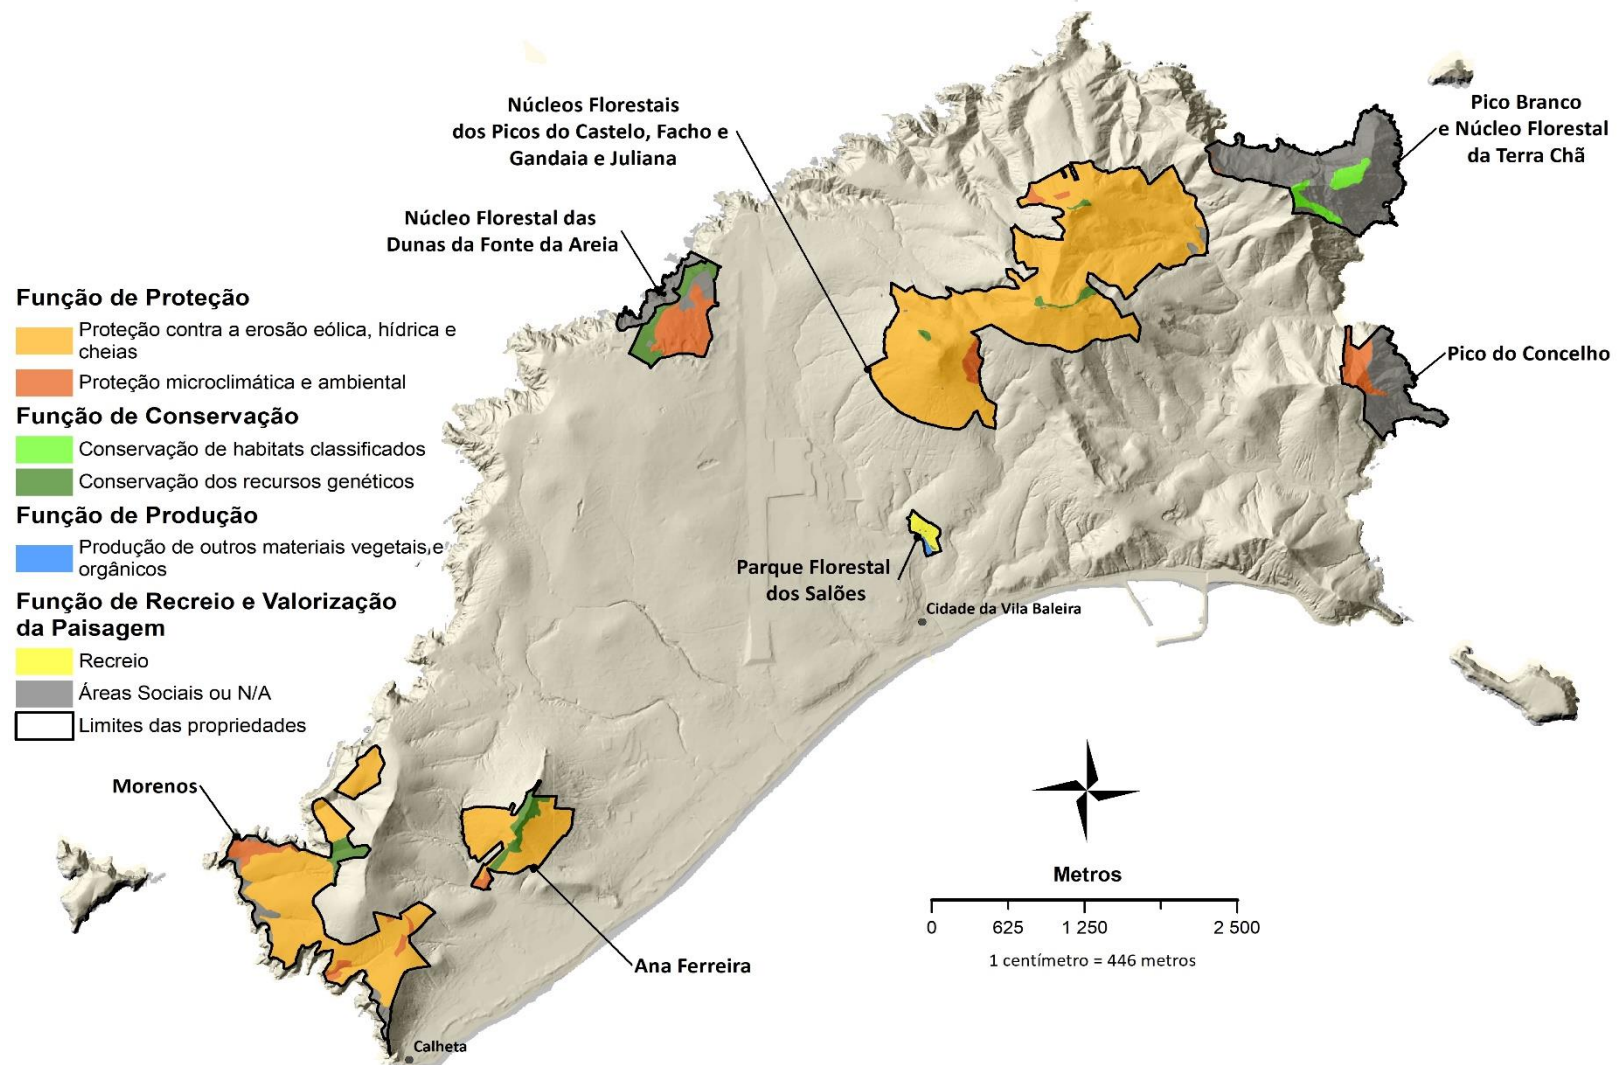 Núcleos Florestais
dos Picos do Castelo, Facho e
Gandaia e Juliana
Pico Branco
e Núcleo Florestal
da Terra Chã
Núcleo Florestal das
Dunas da Fonte da Areia
Função de Proteção
Proteção contra a erosão eólica, hídrica e
cheias
Proteção microclimática e ambiental
Função de Conservação
Conservação de habitats classificados
Conservação dos recursos genéticos
Função de Produção
Produção de outros materiais vegetais, e
orgânicos
Função de Recreio e Valorização
da Paisagem
Recreio
Áreas Sociais ou N/A
Limites das propriedades
Pico do Concelho
Parque Florestal
dos Salões
Cidade da Vila Baleira
Morenos
Ana Ferreira
Calheta
Metros
0 625 1 250 2 500
1 centímetro = 446 metros